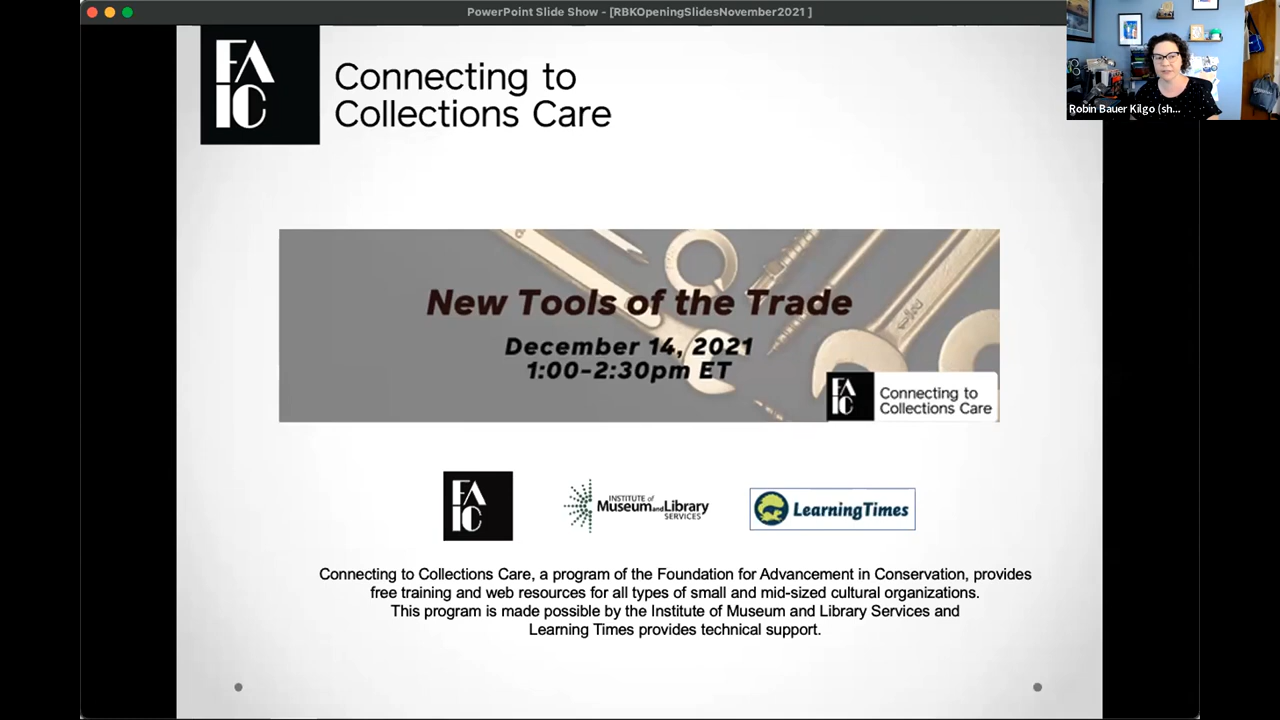 PowerPoint Slide Show - [RBKOpeningSlidesNovember2021 ]
Robin Bauer Kilgo (sh...
FA
IC
Connecting to
Collections Care
New Tools of the Trade
December 14, 2021
1:00-2:30pm ET
FA
IC
Connecting to
Collections Care
FA
IC
INSTITUTE of
Museum and Library
SERVICES
LearningTimes
Connecting to Collections Care, a program of the Foundation for Advancement in Conservation, provides
free training and web resources for all types of small and mid-sized cultural organizations.
This program is made possible by the Institute of Museum and Library Services and
Learning Times provides technical support.